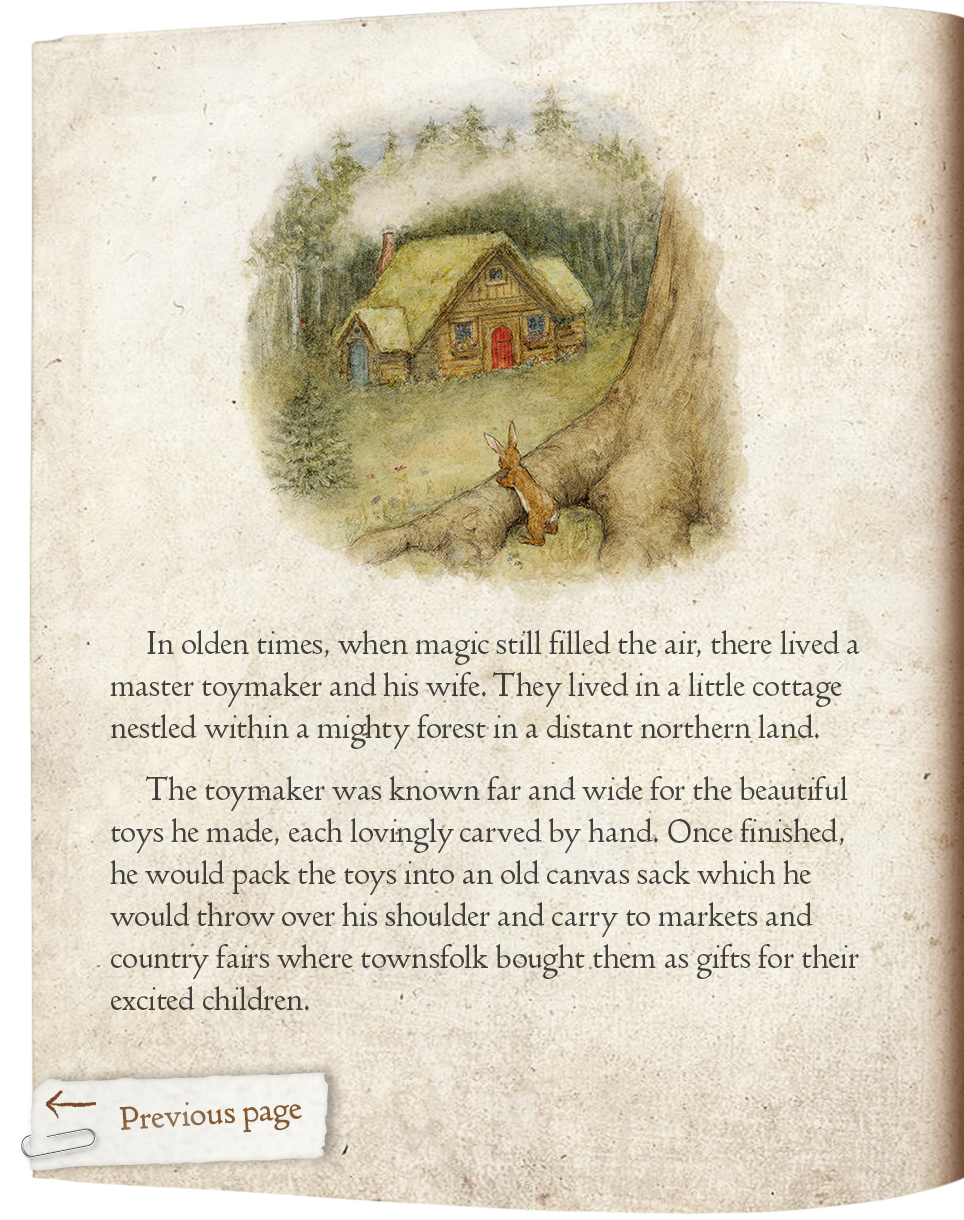 In olden times, when magic still filled the air, there lived a
master toymaker and his wife. They lived in a little cottage
nestled within a mighty forest in a distant northern land.
The toymaker was known far and wide for the beautiful
toys he made, each lovingly carved by hand. Once finished,
he would pack the toys into an old canvas sack which he
would throw over his shoulder and carry to markets and
country fairs where townsfolk bought them as gifts for their
excited children.
Previous page